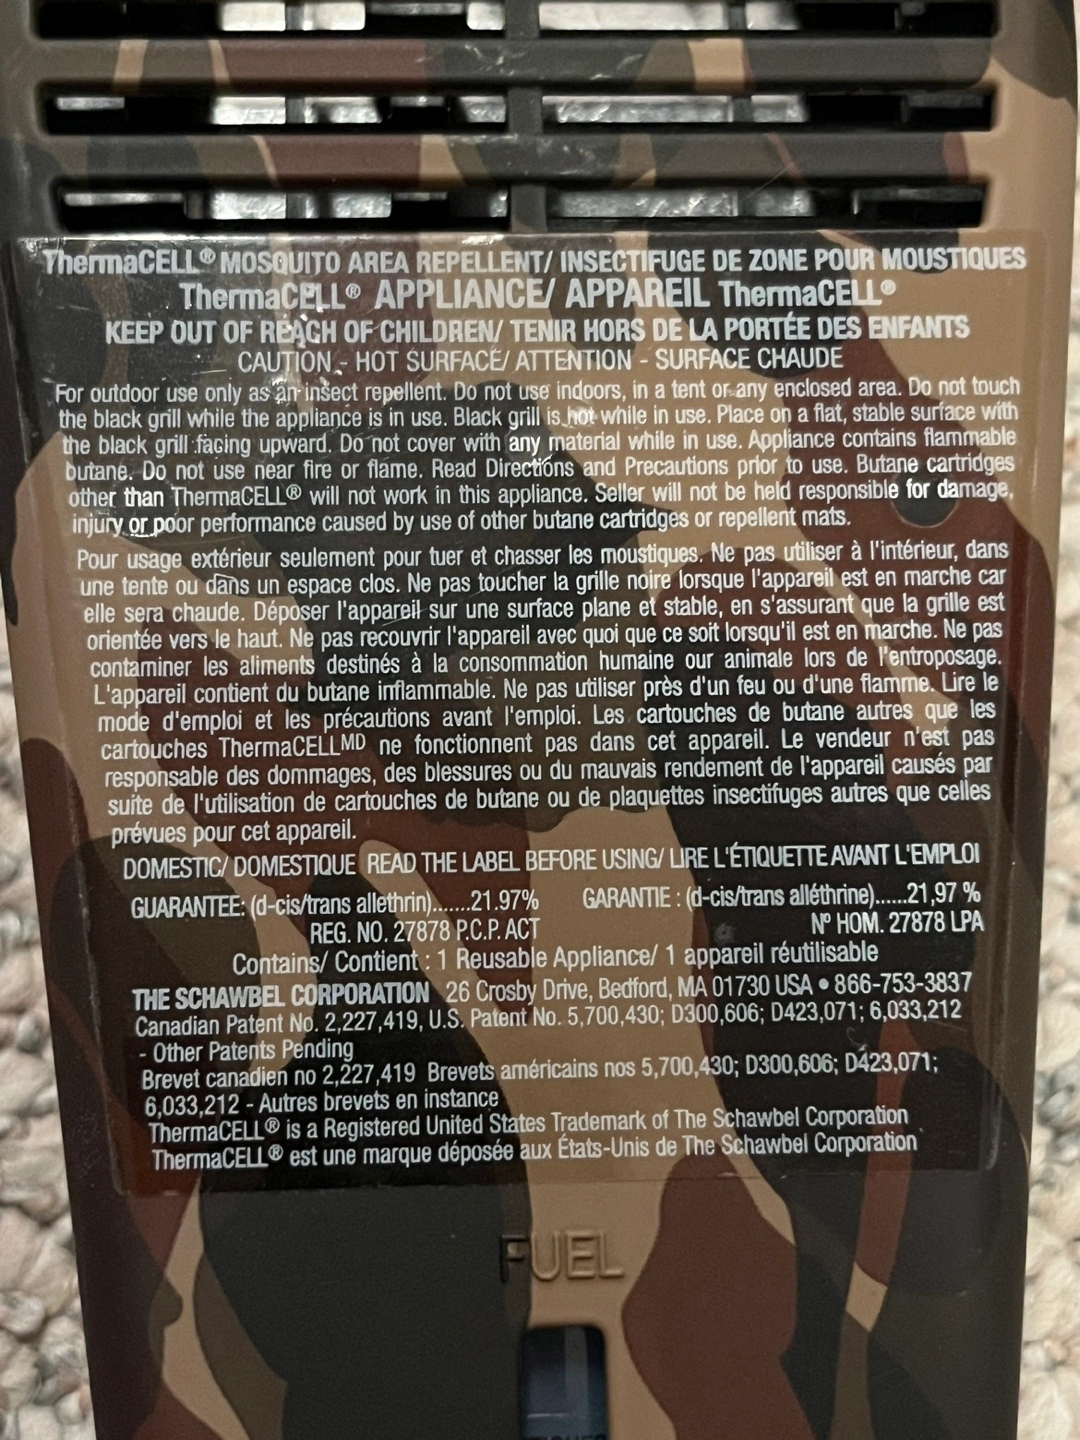 ThermaCELL® MOSQUITO AREA REPELLENT/ INSECTIFUGE DE ZONE POUR MOUSTIQUES
ThermaCELL® APPLIANCE/ APPAREIL ThermaCELL®
KEEP OUT OF REACH OF CHILDREN/ TENIR HORS DE LA PORTÉE DES ENFANTS
CAUTION - HOT SURFACE/ ATTENTION - SURFACE CHAUDE
For outdoor use only as an insect repellent. Do not use indoors, in a tent or any enclosed area. Do not touch
the black grill while the appliance is in use. Black grill is hot while in use. Place on a flat, stable surface with
the black grill facing upward. Do not cover with any material while in use. Appliance contains flammable
butane. Do not use near fire or flame. Read Directions and Precautions prior to use. Butane cartridges
other than ThermaCELL® will not work in this appliance. Seller will not be held responsible for damage,
injury or poor performance caused by use of other butane cartridges or repellent mats.
Pour usage extérieur seulement pour tuer et chasser les moustiques. Ne pas utiliser à l'intérieur, dans
une tente ou dans un espace clos. Ne pas toucher la grille noire lorsque l'appareil est en marche car
elle sera chaude. Déposer l'appareil sur une surface plane et stable, en s'assurant que la grille est
orientée vers le haut. Ne pas recouvrir l'appareil avec quoi que ce soit lorsqu'il est en marche. Ne pas
contaminer les aliments destinés à la consommation humaine our animale lors de l'entroposage.
L'appareil contient du butane inflammable. Ne pas utiliser près d'un feu ou d'une flamme. Lire le
mode d'emploi et les précautions avant l'emploi. Les cartouches de butane autres que les
cartouches ThermaCELLMD ne fonctionnent pas dans cet appareil. Le vendeur n'est pas
responsable des dommages, des blessures ou du mauvais rendement de l'appareil causés par
suite de l'utilisation de cartouches de butane ou de plaquettes insectifuges autres que celles
prévues pour cet appareil.
DOMESTIC/ DOMESTIQUE READ THE LABEL BEFORE USING/ LIRE L'ÉTIQUETTE AVANT L'EMPLOI
GUARANTEE: (d-cis/trans allethrin).......21.97% GARANTIE : (d-cis/trans alléthrine)......21,97 %
REG. NO. 27878 P.C.P. ACT Nº HOM. 27878 LPA
Contains/ Contient : 1 Reusable Appliance/ 1 appareil réutilisable
THE SCHAWBEL CORPORATION 26 Crosby Drive, Bedford, MA 01730 USA • 866-753-3837
Canadian Patent No. 2,227,419, U.S. Patent No. 5,700,430; D300,606; D423,071; 6,033,212
- Other Patents Pending
Brevet canadien no 2,227,419 Brevets américains nos 5,700,430; D300,606; D423,071;
6,033,212 - Autres brevets en instance
ThermaCELL® is a Registered United States Trademark of The Schawbel Corporation
ThermaCELL® est une marque déposée aux États-Unis de The Schawbel Corporation
FUEL